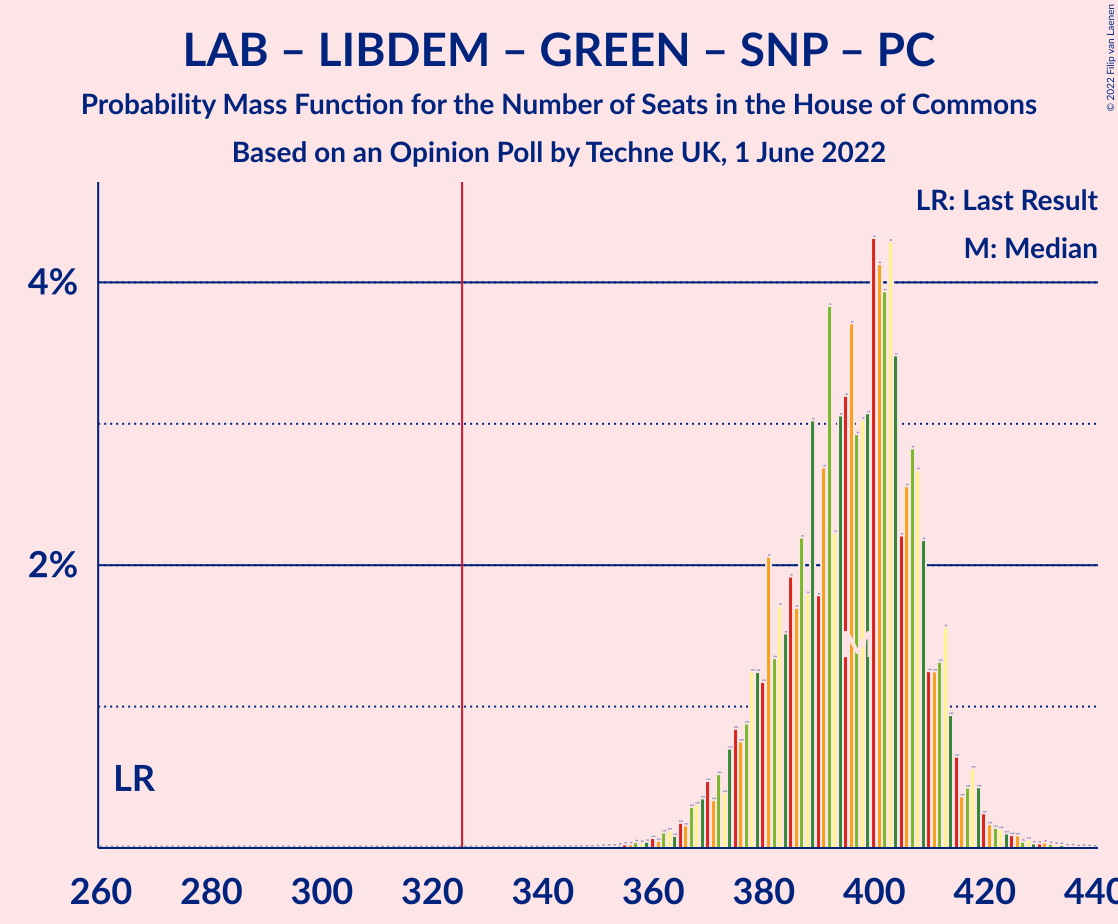 LAB – LIBDEM – GREEN – SNP – PC
Probability Mass Function for the Number of Seats in the House of Commons
Based on an Opinion Poll by Techne UK, 1 June 2022
© 2022 Filip van Laenen
LR: Last Result
M: Median
4%
2%
M
LR
260 280 300 320 340 360 380 400 420 440